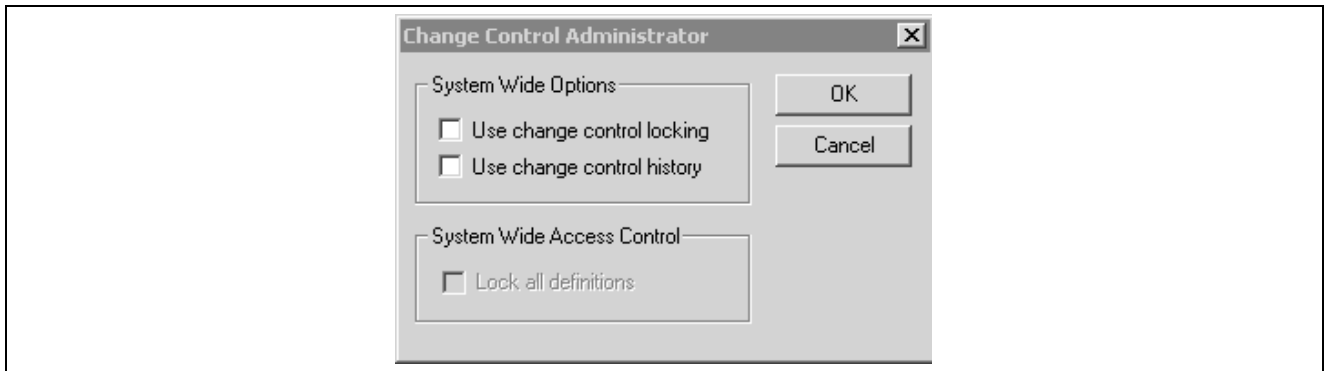 Change Control Administrator
System Wide Options
OK
Use change control locking
Cancel
Use change control history
System Wide Access Control
Lock all definitions